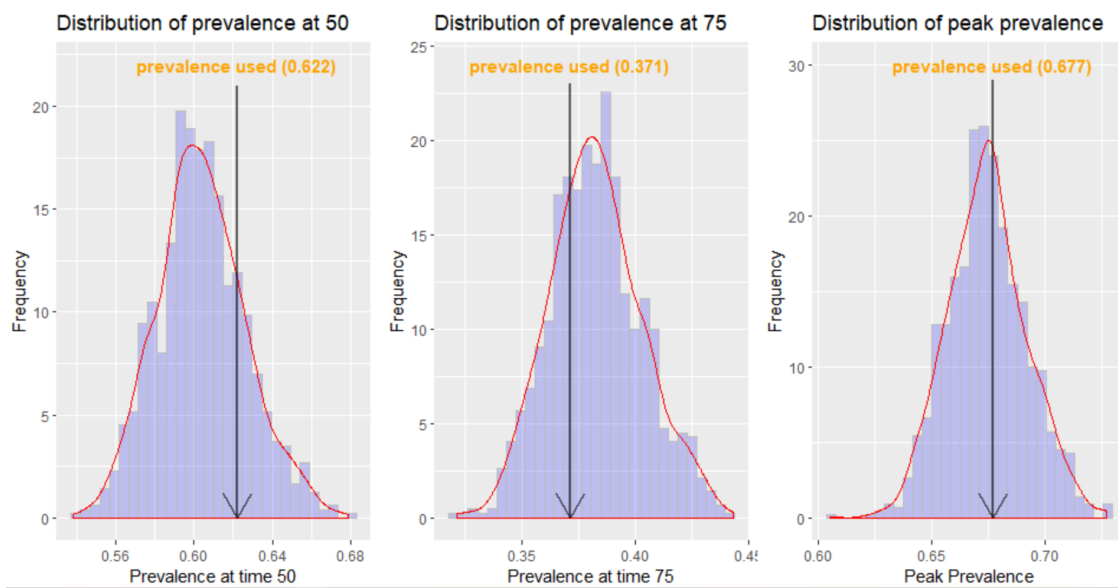 Distribution of prevalence at 50
prevalence used (0.622)
Frequency
20
15
10
5
0
0.56 0.60 0.64 0.68
Prevalence at time 50
Distribution of prevalence at 75
prevalence used (0.371)
Frequency
25
20
15
10
5
0
0.35 0.40 0.45
Prevalence at time 75
Distribution of peak prevalence
prevalence used (0.677)
Frequency
30
20
10
0
0.60 0.65 0.70
Peak Prevalence